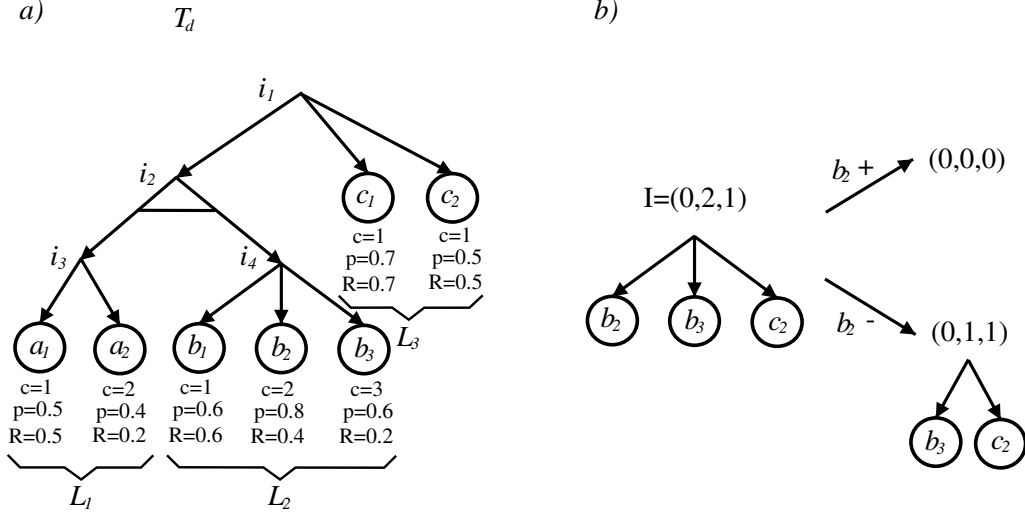 a)
T_d
i_1
i_2
i_3
i_4
c_1
c_2
c=1
p=0.7
R=0.7
c=1
p=0.5
R=0.5
L_3
a_1
a_2
b_1
b_2
b_3
c=1
p=0.5
R=0.5
c=2
p=0.4
R=0.2
c=1
p=0.6
R=0.6
c=2
p=0.8
R=0.4
c=3
p=0.6
R=0.2
L_1
L_2
b)
I=(0,2,1)
b_2
b_3
c_2
b_2 +
(0,0,0)
b_2 -
(0,1,1)
b_3
c_2